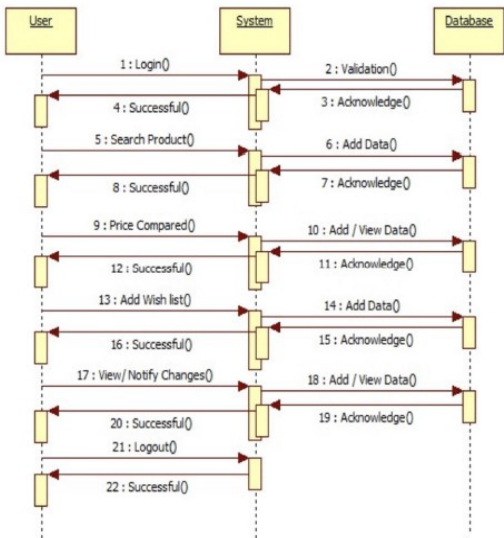 User
System
Database
1 : Login()
2 : Validation()
3 : Acknowledge()
4 : Successful()
5 : Search Product()
6 : Add Data()
7 : Acknowledge()
8 : Successful()
9 : Price Compared()
10 : Add / View Data()
11 : Acknowledge()
12 : Successful()
13 : Add Wish list()
14 : Add Data()
15 : Acknowledge()
16 : Successful()
17 : View/ Notify Changes()
18 : Add / View Data()
19 : Acknowledge()
20 : Successful()
21 : Logout()
22 : Successful()